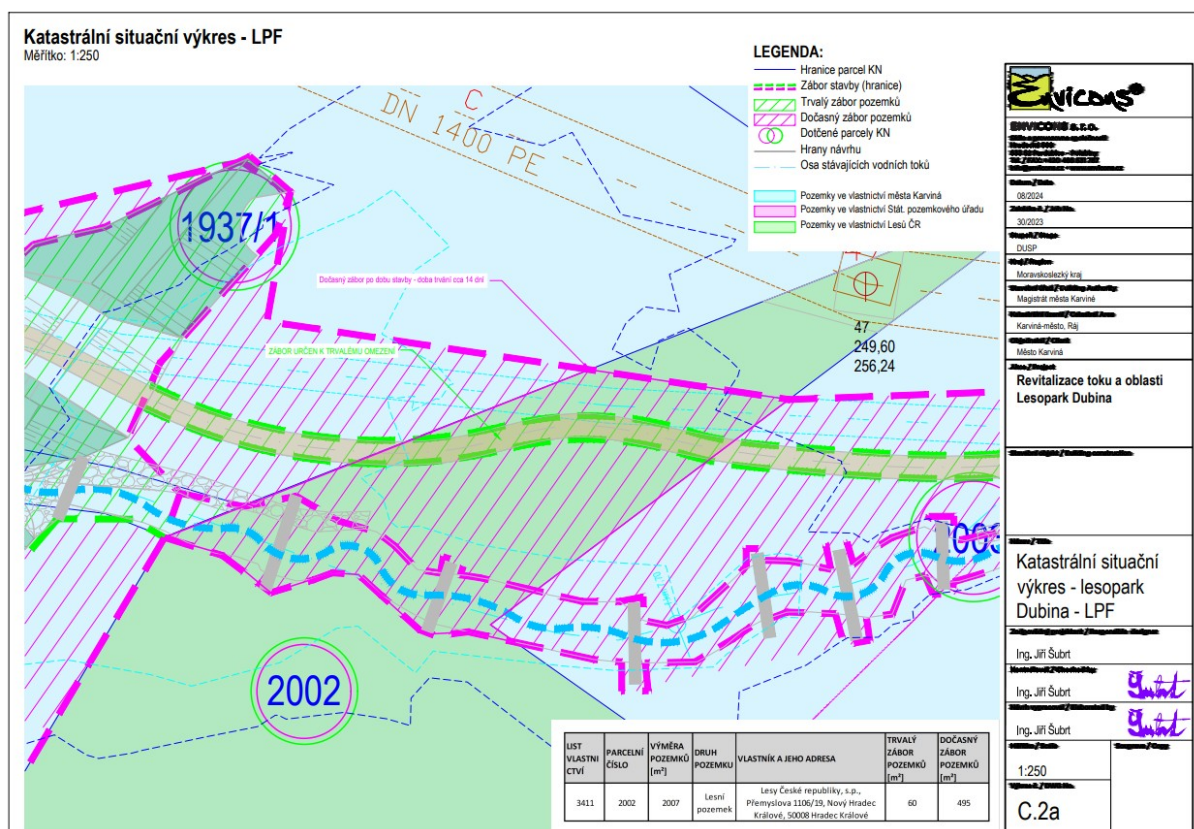 Katastrální situační výkres - LPF
Měřítko: 1:250
LEGENDA:
Hranice parcel KN
Zábor stavby (hranice)
Trvalý zábor pozemků
Dočasný zábor pozemků
Dotčené parcely KN
Hrany návrhu
Osa stávajících vodních toků
Pozemky ve vlastnictví města Karviná
Pozemky ve vlastnictví Stát. pozemkového úřadu
Pozemky ve vlastnictví Lesů ČR
C
DN 1400 PE
1937/1
Dočasný zábor po dobu stavby - doba trvání cca 14 dní
ZÁBOR URČEN K TRVALÉMU OMEZENÍ
47
249,60
256,24
2002
LIST VLASTNI CTVÍ
PARCELNÍ ČÍSLO
VÝMĚRA POZEMKŮ [m²]
DRUH POZEMKU
VLASTNÍK A JEHO ADRESA
TRVALÝ ZÁBOR POZEMKŮ [m²]
DOČASNÝ ZÁBOR POZEMKŮ [m²]
3411
2002
2007
Lesní pozemek
Lesy České republiky, s.p.,
Přemyslova 1106/19, Nový Hradec
Králové, 50008 Hradec Králové
60
495
Envicons
ENVICONS s.r.o.
08/2024
30/2023
DUSP
Moravskoslezký kraj
Magistrát města Karviné
Karviná-město, Ráj
Město Karviná
Revitalizace toku a oblasti
Lesopark Dubina
Katastrální situační
výkres - lesopark
Dubina - LPF
Ing. Jiří Šubrt
Ing. Jiří Šubrt
Ing. Jiří Šubrt
1:250
C.2a